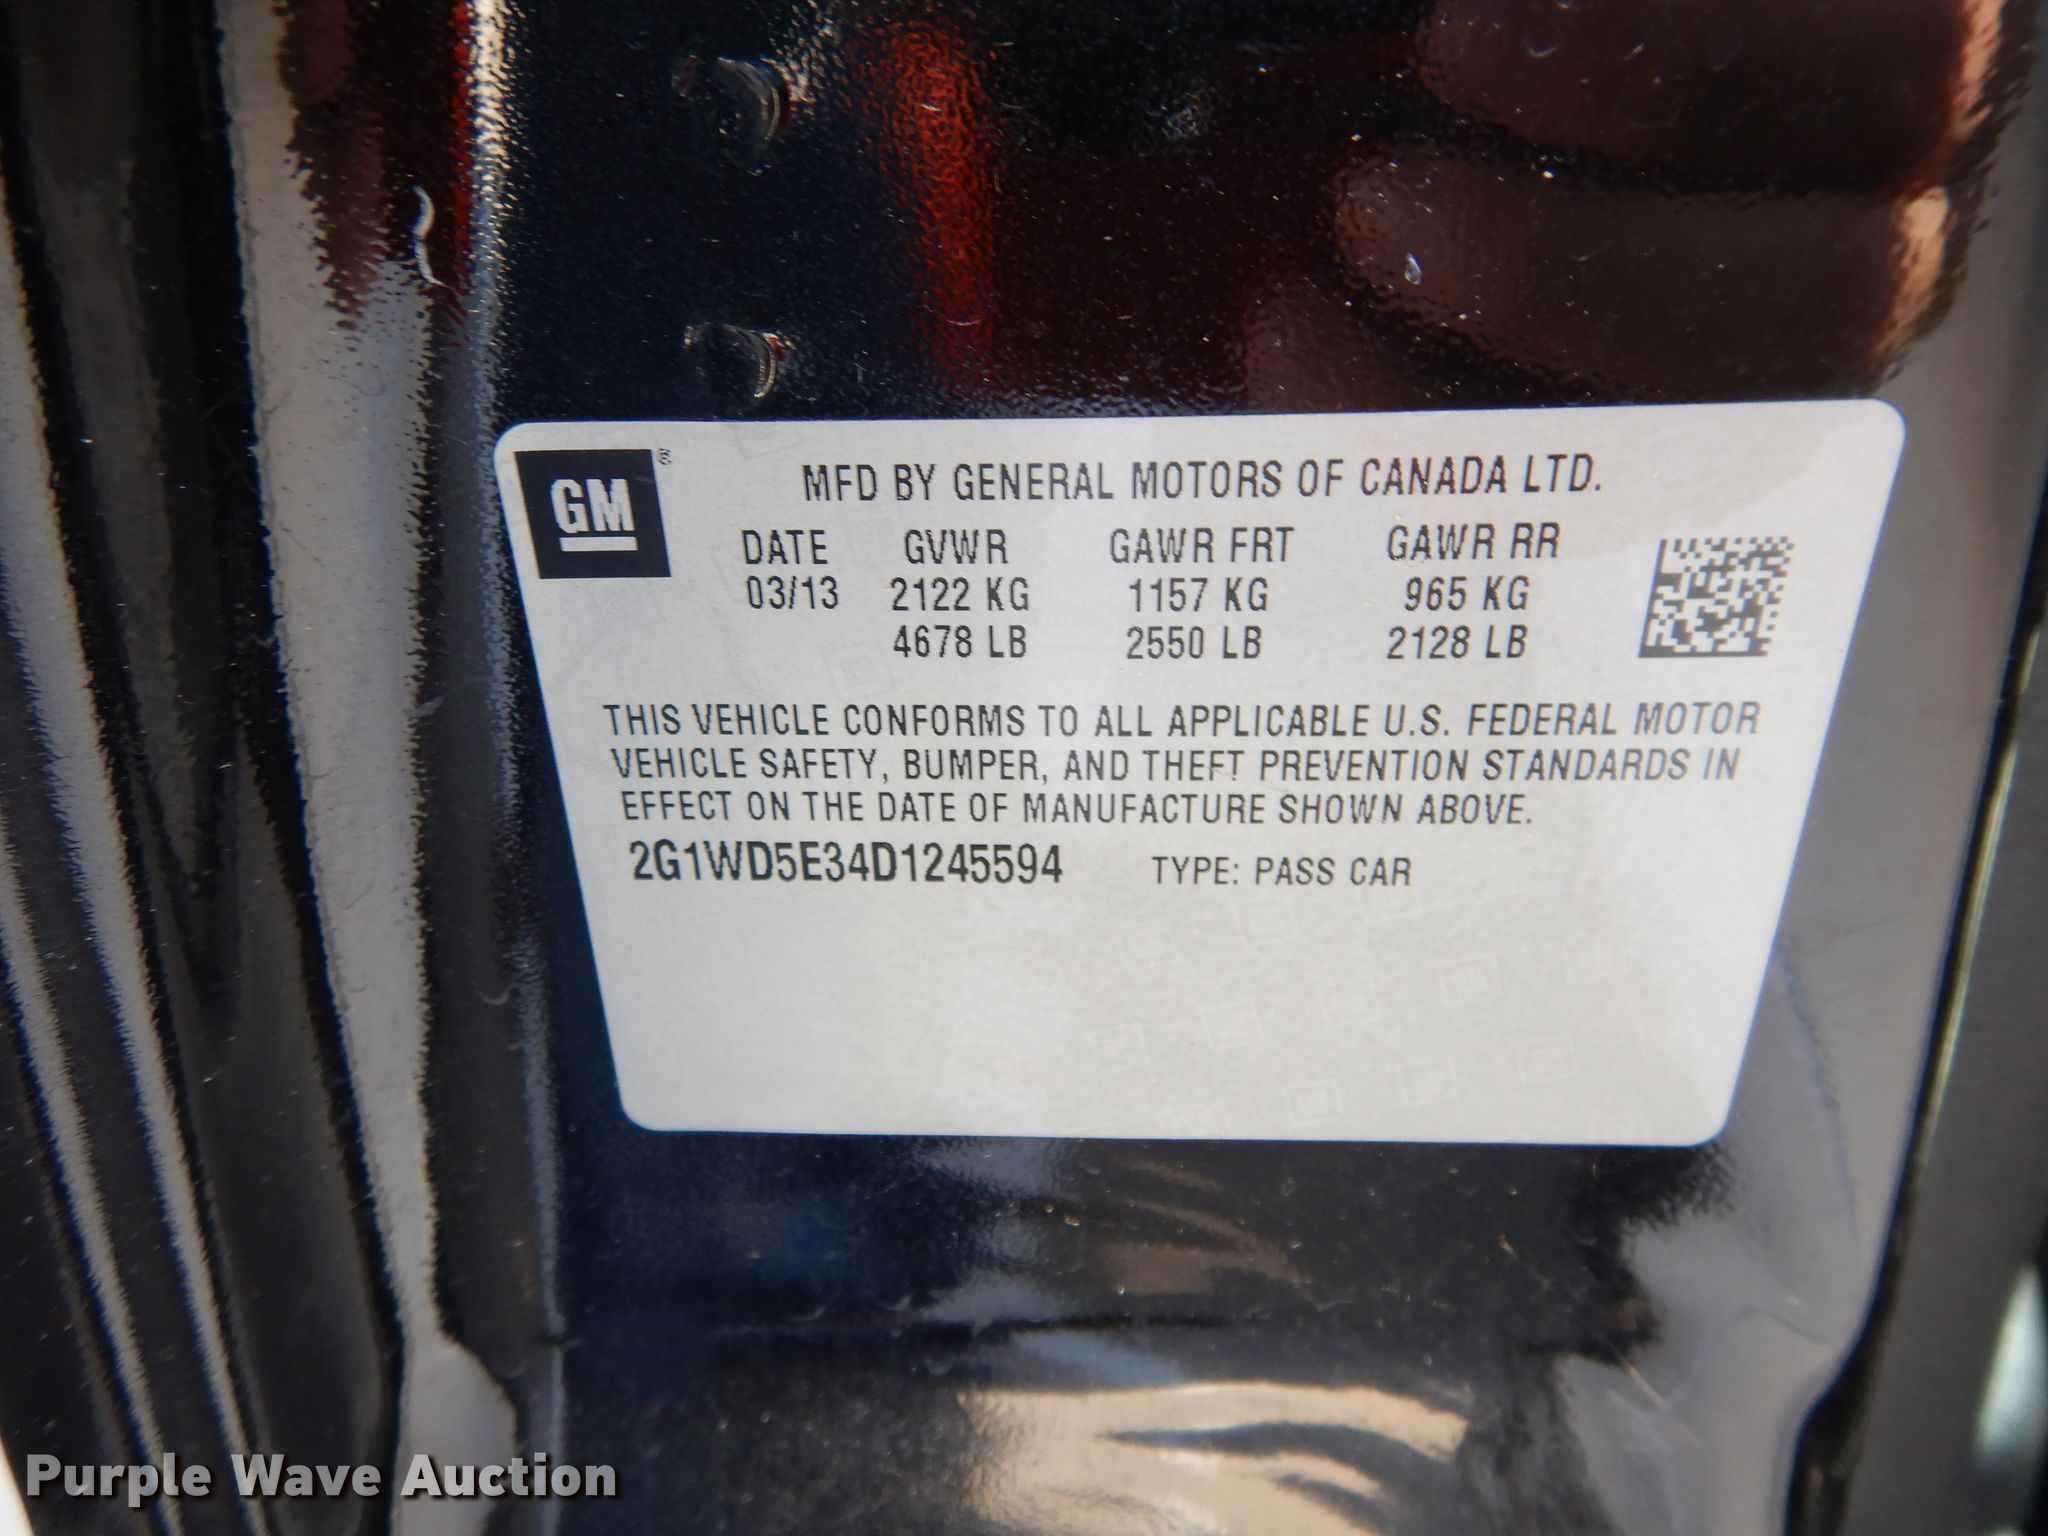 GM ®
MFD BY GENERAL MOTORS OF CANADA LTD.
DATE GVWR GAWR FRT GAWR RR
03/13 2122 KG 1157 KG 965 KG
4678 LB 2550 LB 2128 LB
THIS VEHICLE CONFORMS TO ALL APPLICABLE U.S. FEDERAL MOTOR
VEHICLE SAFETY, BUMPER, AND THEFT PREVENTION STANDARDS IN
EFFECT ON THE DATE OF MANUFACTURE SHOWN ABOVE.
2G1WD5E34D1245594 TYPE: PASS CAR
Purple Wave Auction